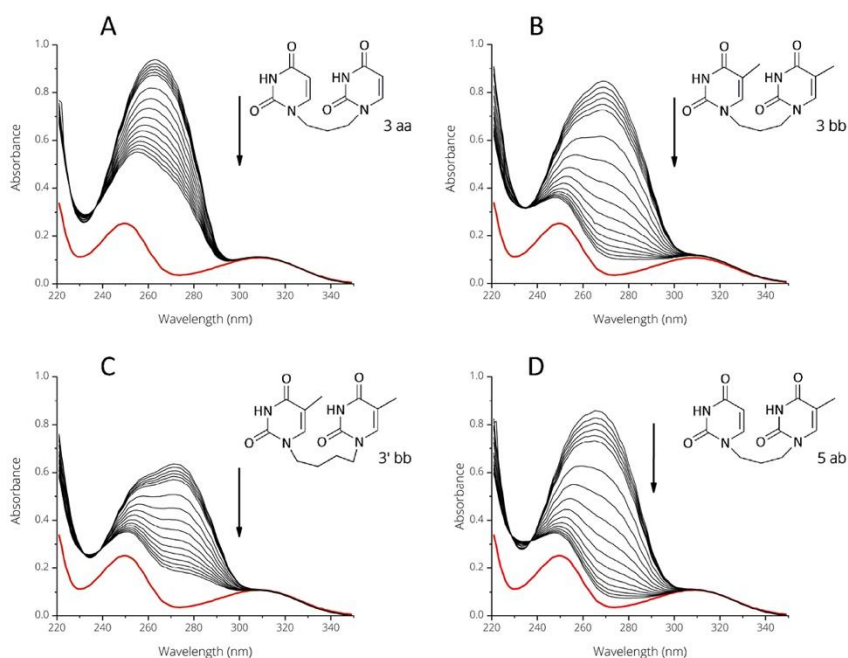 A
1.0
0.8
0.6
0.4
0.2
0.0
Absorbance
220 240 260 280 300 320 340
Wavelength (nm)
O O
HN HN
O N O N
3 aa
B
1.0
0.8
0.6
0.4
0.2
0.0
Absorbance
220 240 260 280 300 320 340
Wavelength (nm)
O O
HN HN
O N O N
3 bb
C
1.0
0.8
0.6
0.4
0.2
0.0
Absorbance
220 240 260 280 300 320 340
Wavelength (nm)
O O
HN HN
O N O N
3' bb
D
1.0
0.8
0.6
0.4
0.2
0.0
Absorbance
220 240 260 280 300 320 340
Wavelength (nm)
O O
HN HN
O N O N
5 ab